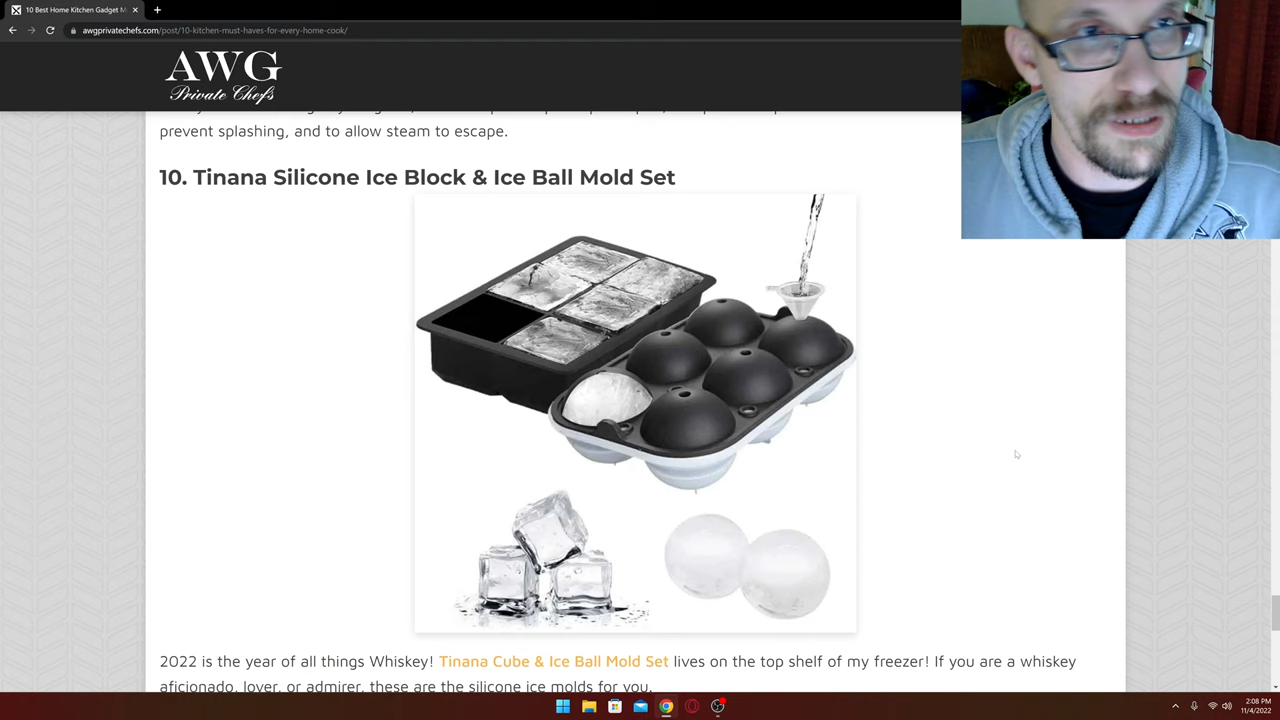 10 Best Home Kitchen Gadget M
awgprivatechefs.com/post/10-kitchen-must-haves-for-every-home-cook/
AWG
Private Chefs
prevent splashing, and to allow steam to escape.
10. Tinana Silicone Ice Block & Ice Ball Mold Set
2022 is the year of all things Whiskey! Tinana Cube & Ice Ball Mold Set lives on the top shelf of my freezer! If you are a whiskey
aficionado, lover, or admirer, these are the silicone ice molds for you.
2:08 PM
11/4/2022